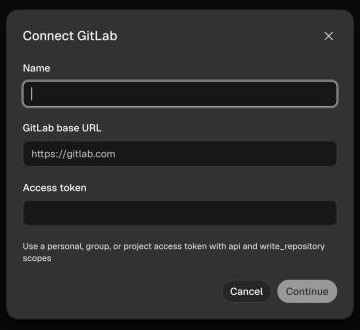 Connect GitLab
Name
GitLab base URL
https://gitlab.com
Access token
Use a personal, group, or project access token with api and write_repository
scopes
Cancel
Continue